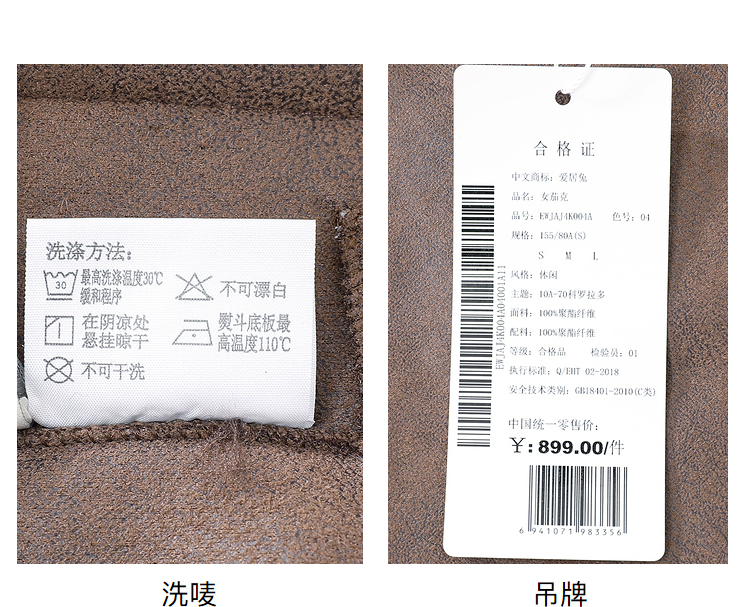 洗涤方法:
30
最高洗涤温度30℃
缓和程序
不可漂白
在阴凉处
悬挂晾干
熨斗底板最
高温度110℃
不可干洗
洗唛
合格证
中文商标: 爱居兔
品名: 女茄克
品号: EWJAJ4K004A 色号: 04
规格: 155/80A(S)
S M L
风格: 休闲
主题: 10A-70科罗拉多
面料: 100%聚酯纤维
配料: 100%聚酯纤维
等级: 合格品 检验员: 01
执行标准: Q/EHT 02-2018
安全技术类别: GB18401-2010(C类)
中国统一零售价:
¥: 899.00/件
6 941071 983356
EWJAJ4K004A04001A11
吊牌